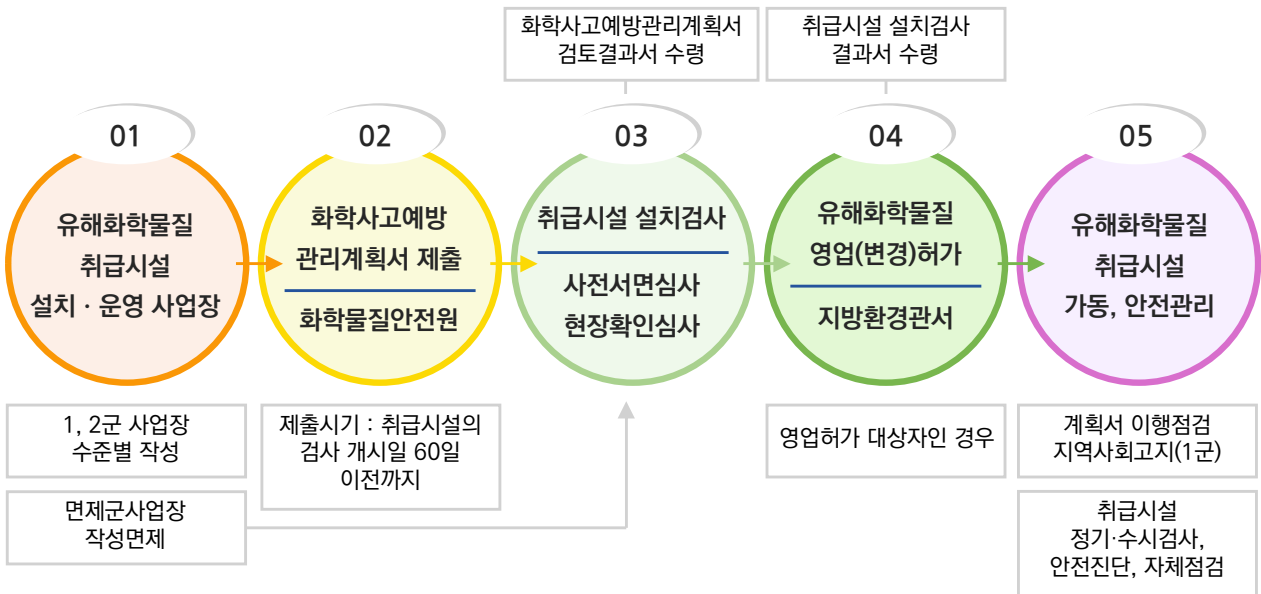 화학사고예방관리계획서
검토결과서 수령
취급시설 설치검사
결과서 수령
01
유해화학물질
취급시설
설치 · 운영 사업장
02
화학사고예방
관리계획서 제출
화학물질안전원
03
취급시설 설치검사
사전서면심사
현장확인심사
04
유해화학물질
영업(변경)허가
지방환경관서
05
유해화학물질
취급시설
가동, 안전관리
1, 2군 사업장
수준별 작성
면제군사업장
작성면제
제출시기 : 취급시설의
검사 개시일 60일
이전까지
영업허가 대상자인 경우
계획서 이행점검
지역사회고지(1군)
취급시설
정기·수시검사,
안전진단, 자체점검